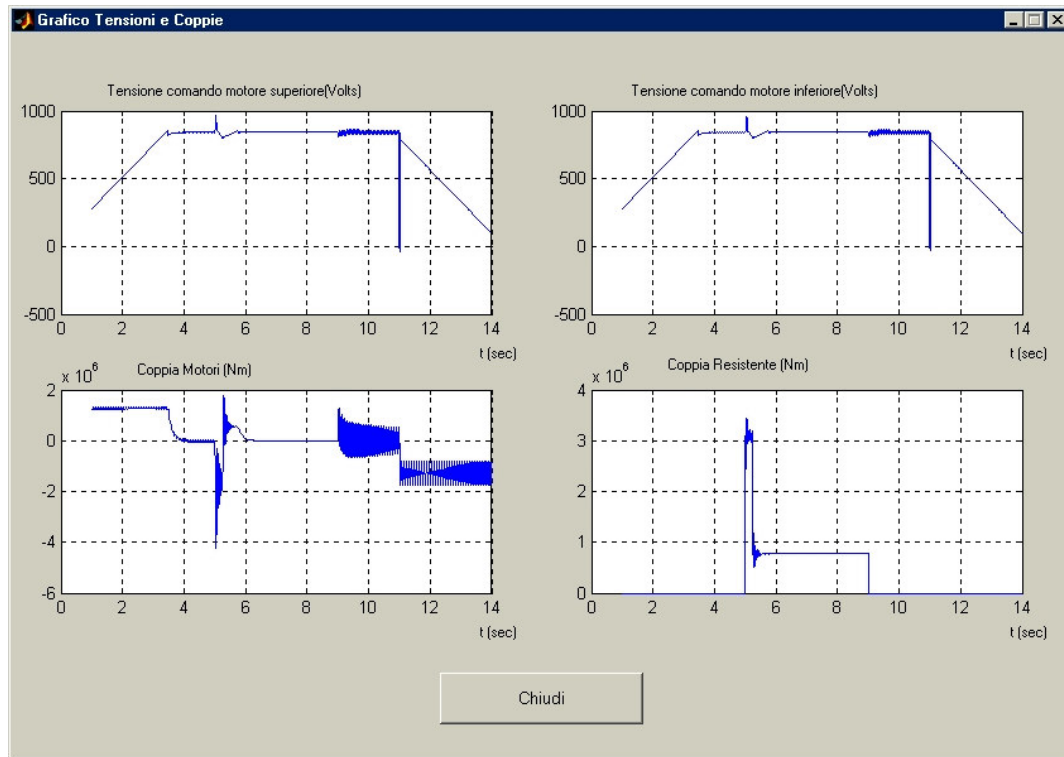 Grafico Tensioni e Coppie
Tensione comando motore superiore(Volts)
1000
500
0
-500
0 2 4 6 8 10 12 14
t (sec)
Tensione comando motore inferiore(Volts)
1000
500
0
-500
0 2 4 6 8 10 12 14
t (sec)
x 10^6
Coppia Motori (Nm)
2
0
-2
-4
-6
0 2 4 6 8 10 12 14
t (sec)
x 10^6
Coppia Resistente (Nm)
4
3
2
1
0
0 2 4 6 8 10 12 14
t (sec)
Chiudi